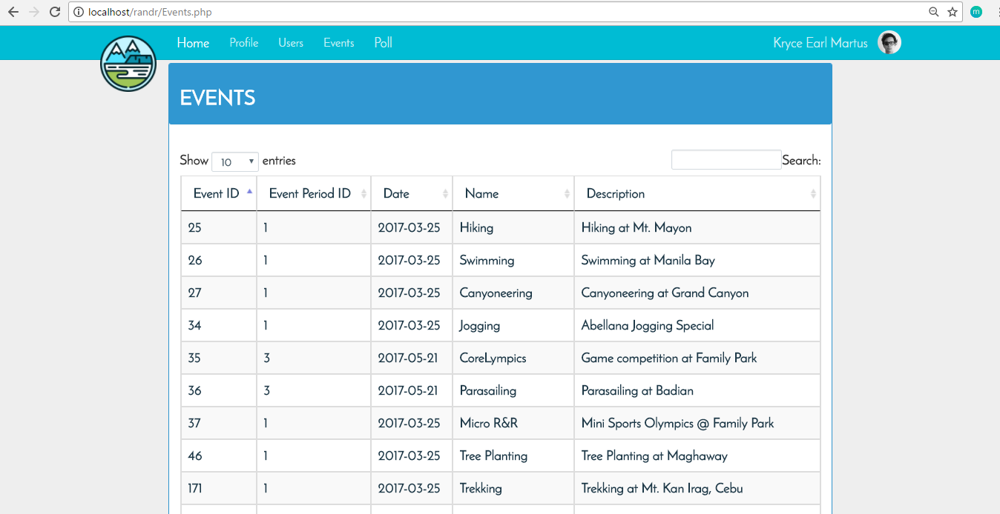 localhost/randr/Events.php
m
Home Profile Users Events Poll Kryce Earl Martus
EVENTS
Show 10 entries Search:
Event ID Event Period ID Date Name Description
25 1 2017-03-25 Hiking Hiking at Mt. Mayon
26 1 2017-03-25 Swimming Swimming at Manila Bay
27 1 2017-03-25 Canyoneering Canyoneering at Grand Canyon
34 1 2017-03-25 Jogging Abellana Jogging Special
35 3 2017-05-21 CoreLympics Game competition at Family Park
36 3 2017-05-21 Parasailing Parasailing at Badian
37 1 2017-03-25 Micro R&R Mini Sports Olympics @ Family Park
46 1 2017-03-25 Tree Planting Tree Planting at Maghaway
171 1 2017-03-25 Trekking Trekking at Mt. Kan Irag, Cebu